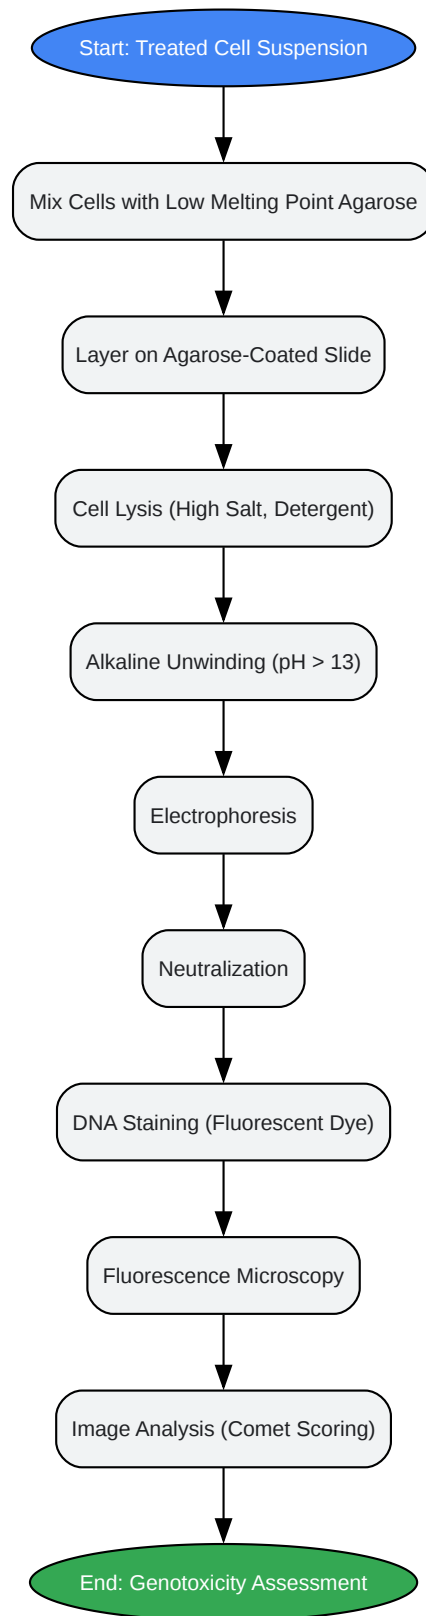 Start: Treated Cell Suspension
Mix Cells with Low Melting Point Agarose
Layer on Agarose-Coated Slide
Cell Lysis (High Salt, Detergent)
Alkaline Unwinding (pH > 13)
Electrophoresis
Neutralization
DNA Staining (Fluorescent Dye)
Fluorescence Microscopy
Image Analysis (Comet Scoring)
End: Genotoxicity Assessment